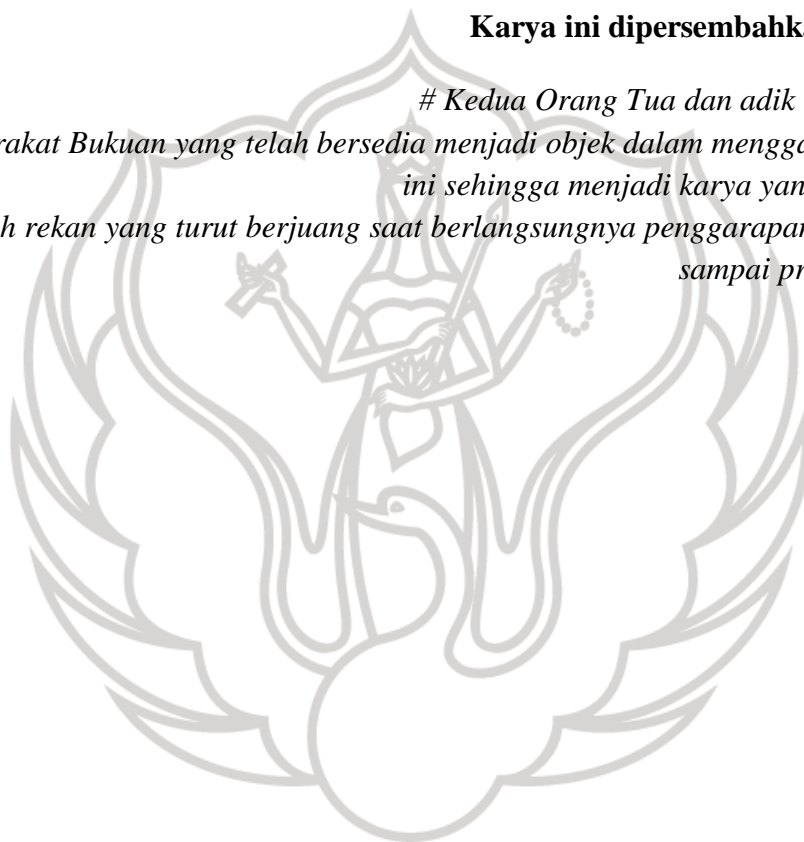 Karya ini dipersembahka
# Kedua Orang Tua dan adik
rakat Bukuan yang telah bersedia menjadi objek dalam mengga
ini sehingga menjadi karya yan
h rekan yang turut berjuang saat berlangsungnya penggarapan
sampai pr